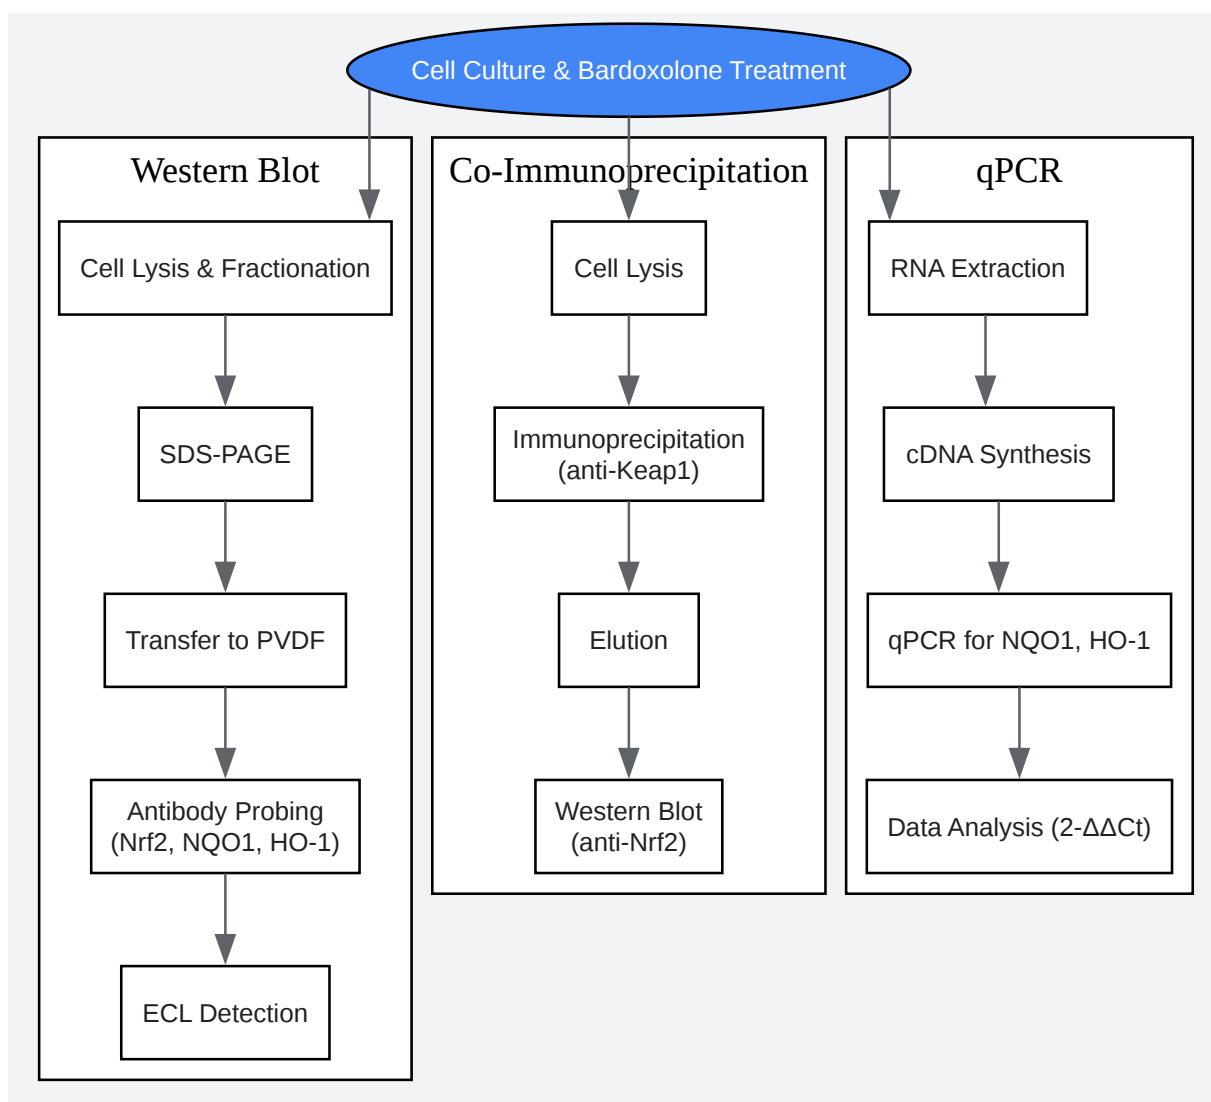 Cell Culture & Bardoxolone Treatment
Western Blot
Cell Lysis & Fractionation
SDS-PAGE
Transfer to PVDF
Antibody Probing
(Nrf2, NQO1, HO-1)
ECL Detection
Co-Immunoprecipitation
Cell Lysis
Immunoprecipitation
(anti-Keap1)
Elution
Western Blot
(anti-Nrf2)
qPCR
RNA Extraction
cDNA Synthesis
qPCR for NQO1, HO-1
Data Analysis (2-ΔΔCt)